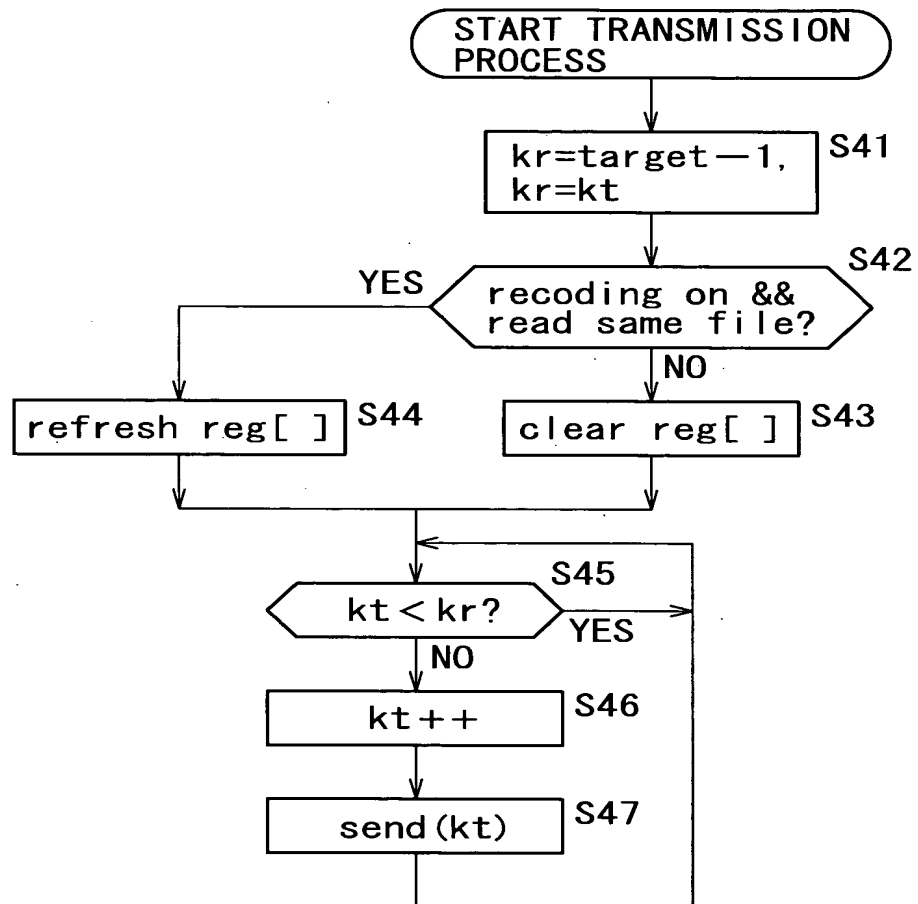 START TRANSMISSION
PROCESS
kr=target−1,
kr=kt
S41
S42
YES
recoding on &&
read same file?
NO
refresh reg[ ]
S44
clear reg[ ]
S43
S45
kt<kr?
YES
NO
kt++
S46
send(kt)
S47